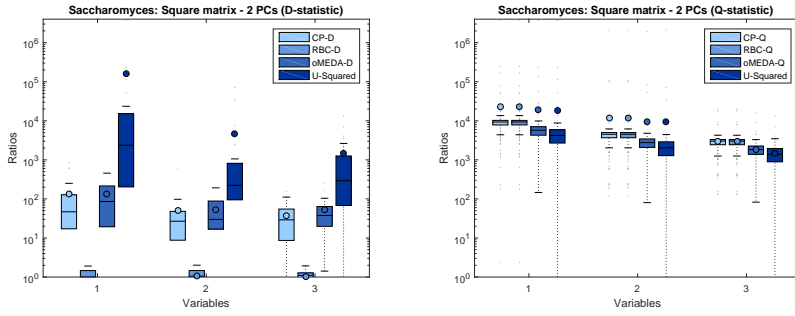 Saccharomyces: Square matrix - 2 PCs (D-statistic)
10^6
10^5
10^4
10^3
10^2
10^1
10^0
Ratios
CP-D
RBC-D
oMEDA-D
U-Squared
1 2 3
Variables
Saccharomyces: Square matrix - 2 PCs (Q-statistic)
10^6
10^5
10^4
10^3
10^2
10^1
10^0
Ratios
CP-Q
RBC-Q
oMEDA-Q
U-Squared
1 2 3
Variables